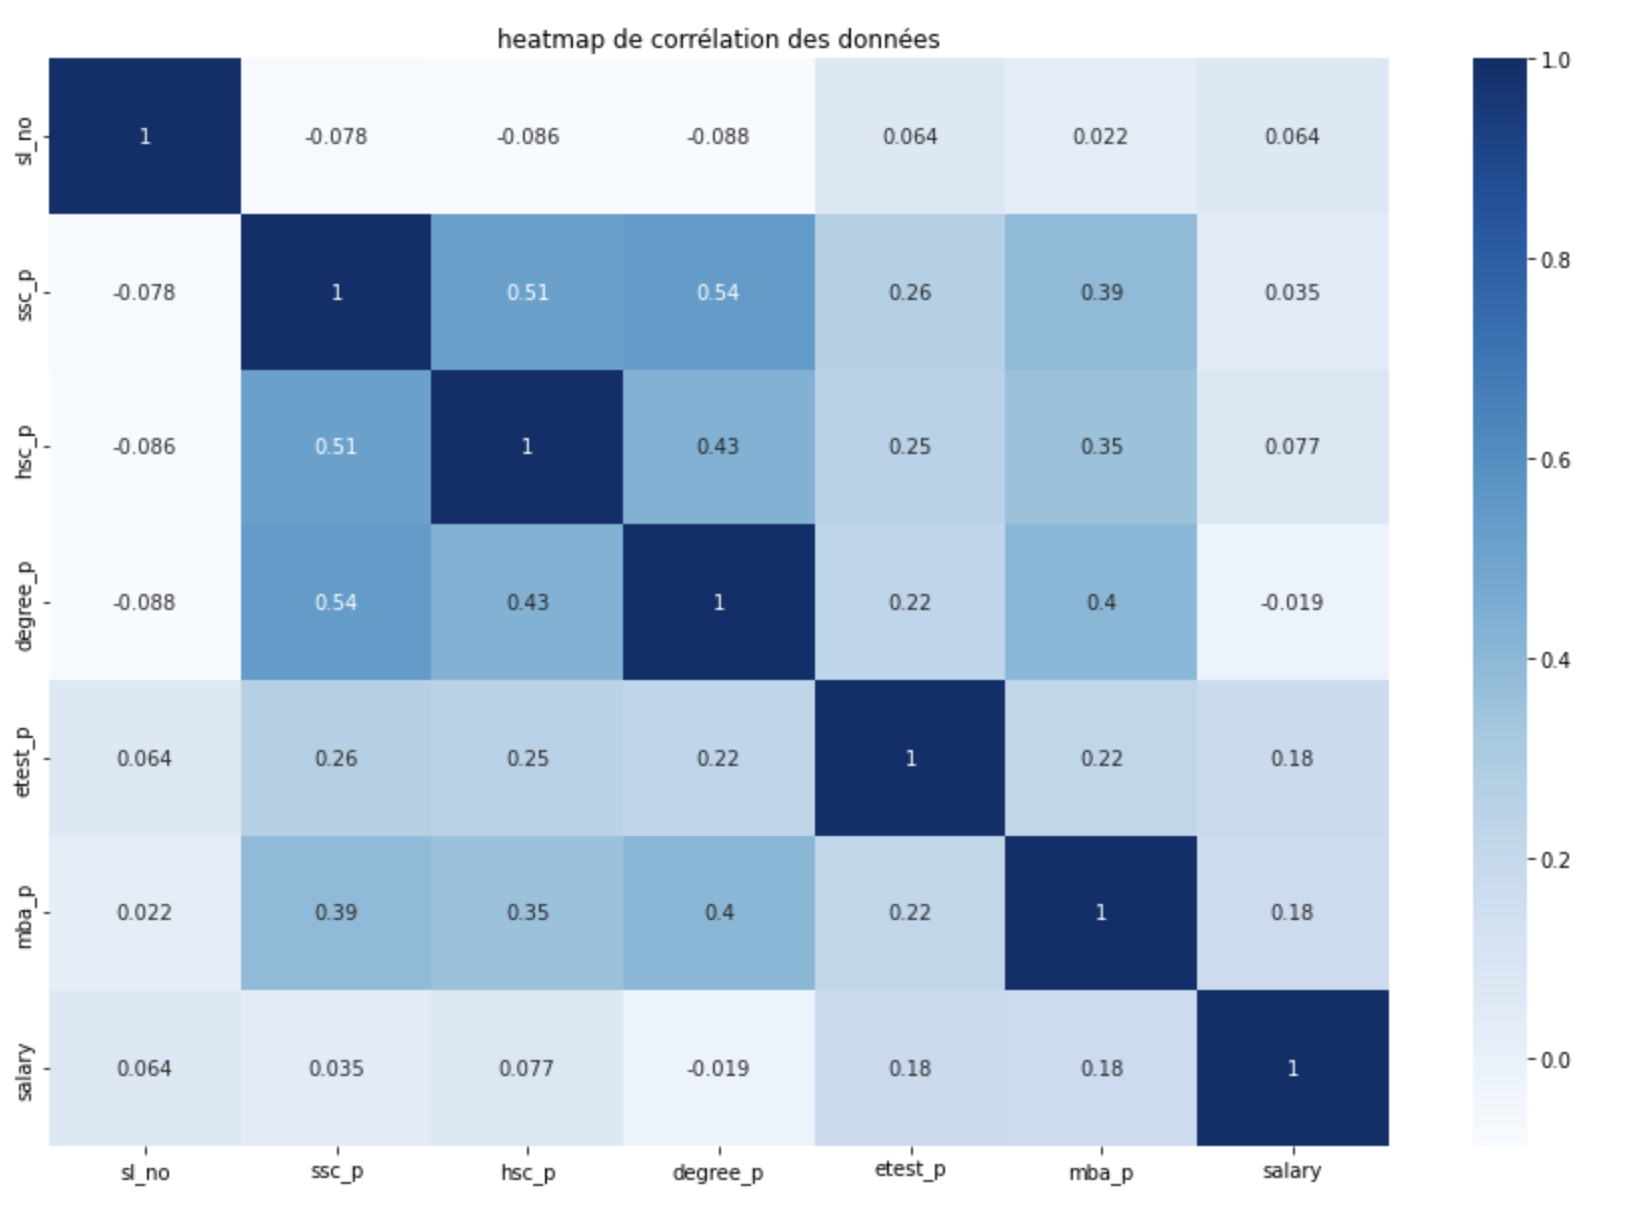 heatmap de corrélation des données
1.0
sl_no 1 -0.078 -0.086 -0.088 0.064 0.022 0.064
0.8
ssc_p -0.078 1 0.51 0.54 0.26 0.39 0.035
hsc_p -0.086 0.51 1 0.43 0.25 0.35 0.077
0.6
degree_p -0.088 0.54 0.43 1 0.22 0.4 -0.019
0.4
etest_p 0.064 0.26 0.25 0.22 1 0.22 0.18
0.2
mba_p 0.022 0.39 0.35 0.4 0.22 1 0.18
0.0
salary 0.064 0.035 0.077 -0.019 0.18 0.18 1
sl_no ssc_p hsc_p degree_p etest_p mba_p salary